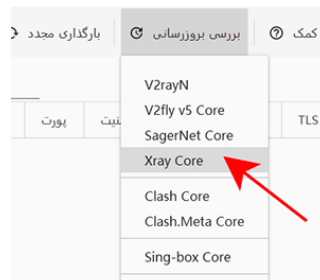 کمک
بررسی بروزرسانی
بارگذاری مجدد
V2rayN
V2fly v5 Core
SagerNet Core
Xray Core
Clash Core
Clash.Meta Core
Sing-box Core
TLS
پورت